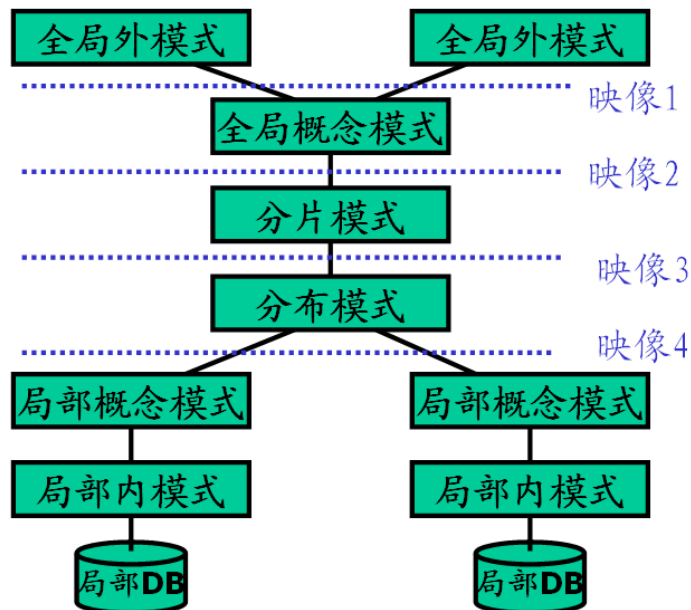 全局外模式 全局外模式
映像1
全局概念模式
映像2
分片模式
映像3
分布模式
映像4
局部概念模式 局部概念模式
局部内模式 局部内模式
局部DB 局部DB